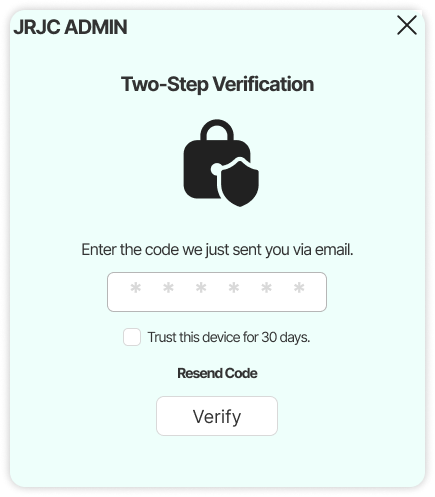 JRJC ADMIN
Two-Step Verification
Enter the code we just sent you via email.
* * * * * *
Trust this device for 30 days.
Resend Code
Verify